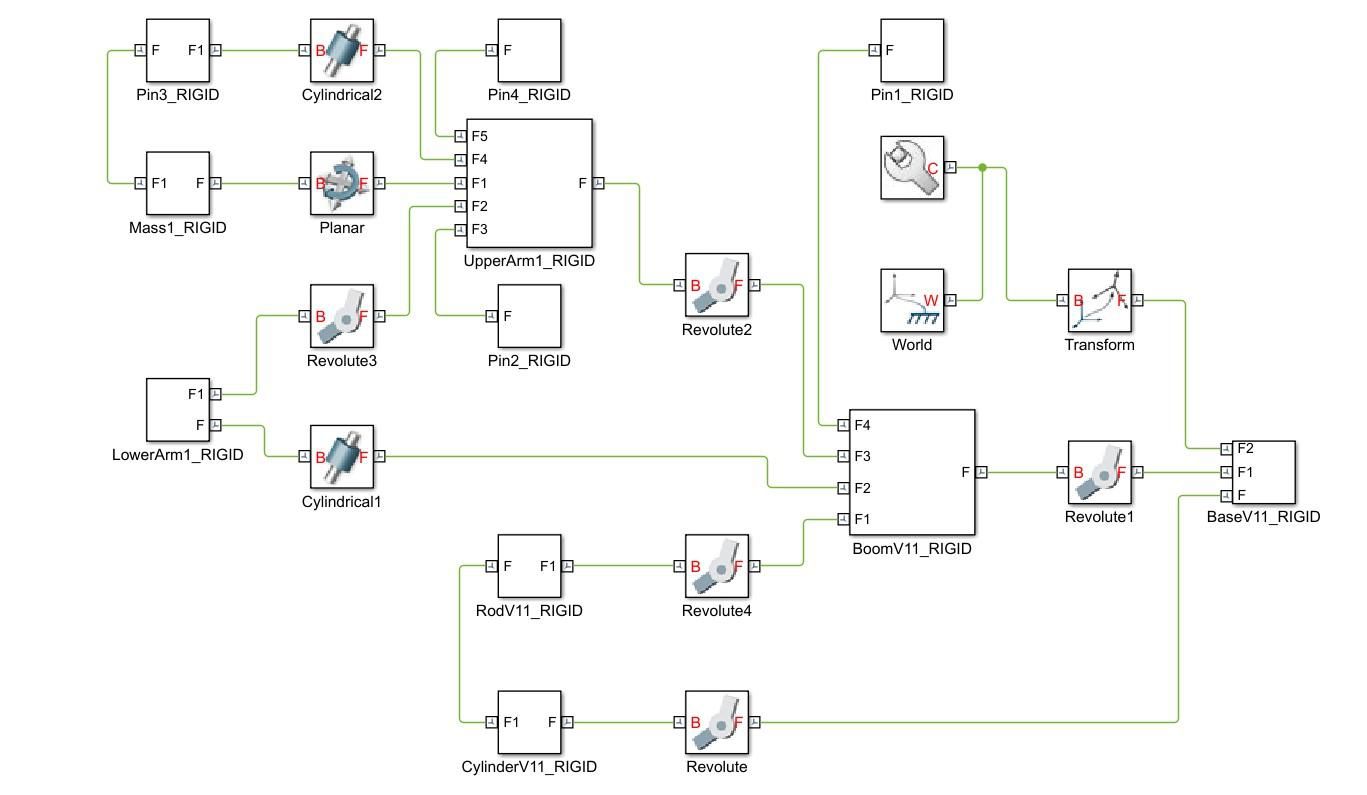 F F1
Pin3_RIGID
B F
Cylindrical2
F
Pin4_RIGID
F
Pin1_RIGID
F1 F
Mass1_RIGID
B F
Planar
F5
F4
F1 F
F2
F3
UpperArm1_RIGID
C
B F
Revolute3
F
Pin2_RIGID
B F
Revolute2
W
World
B F
Transform
F1
F
LowerArm1_RIGID
B F
Cylindrical1
F4
F3
F
F2
F1
BoomV11_RIGID
B F
Revolute1
F2
F1
F
BaseV11_RIGID
F F1
RodV11_RIGID
B F
Revolute4
F1 F
CylinderV11_RIGID
B F
Revolute